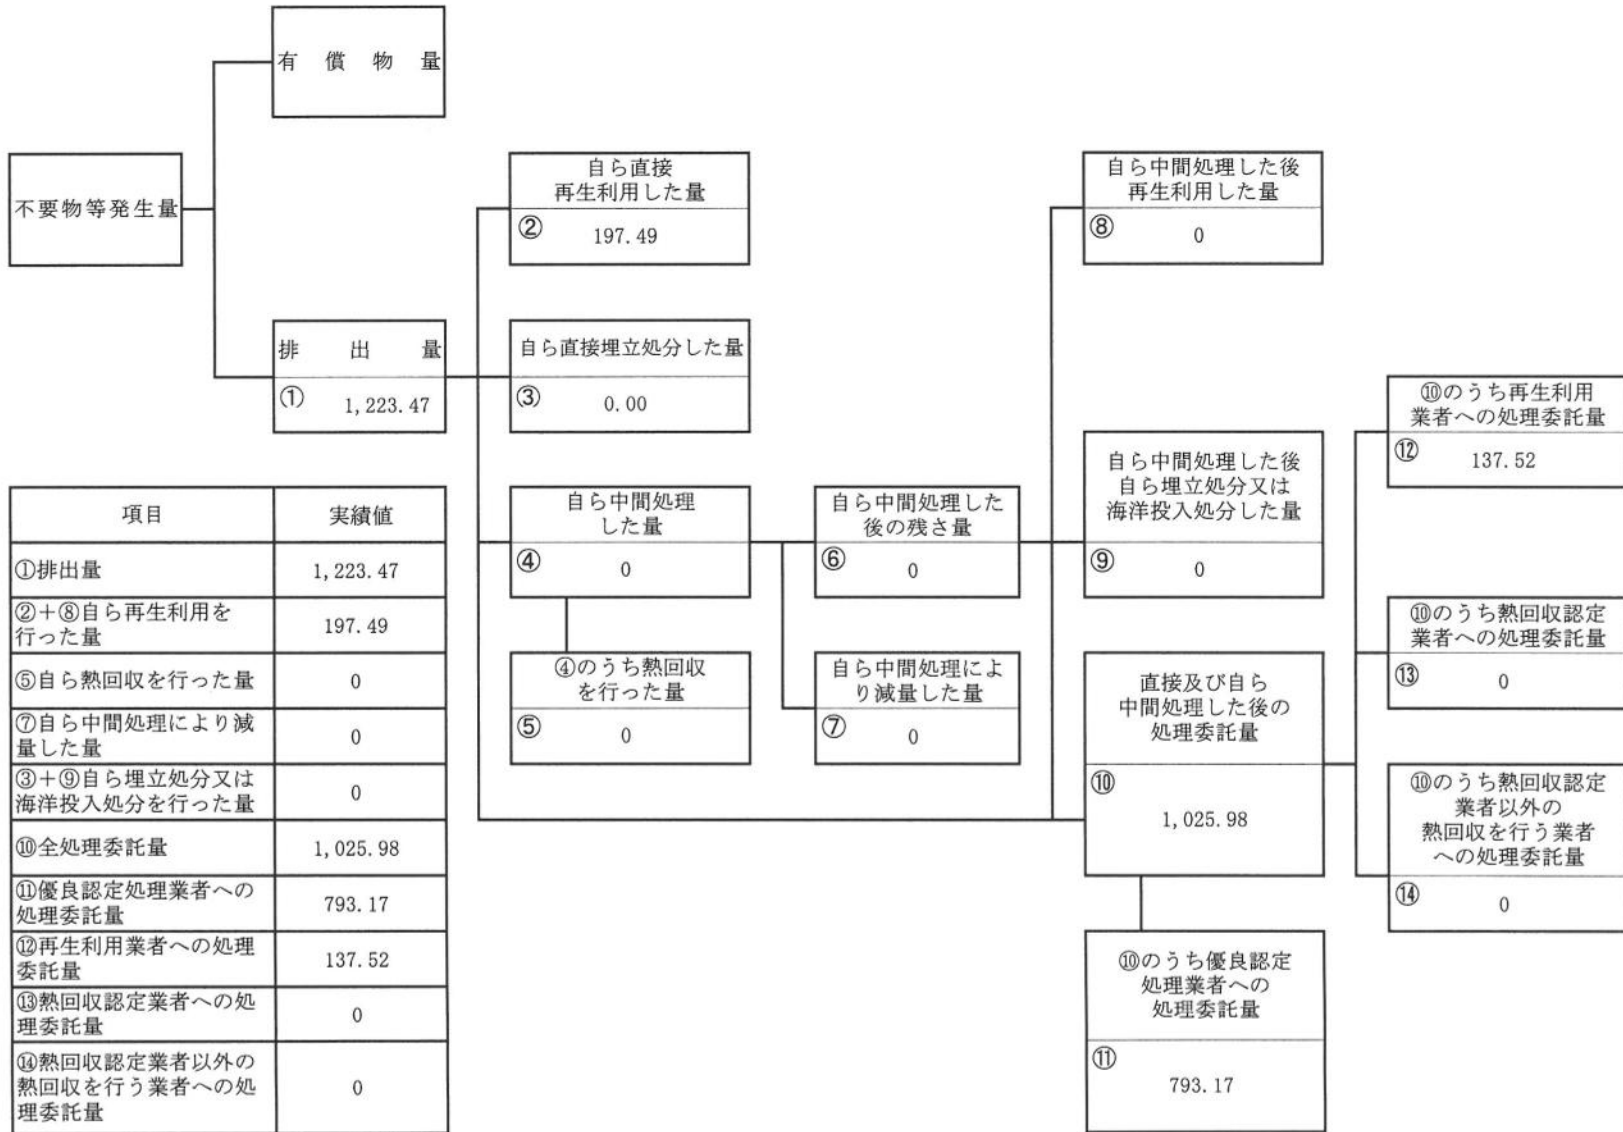 有償物量
不要物等発生量
排出量
① 1,223.47
自ら直接
再生利用した量
② 197.49
自ら直接埋立処分した量
③ 0.00
自ら中間処理
した量
④ 0
④のうち熱回収
を行った量
⑤ 0
自ら中間処理した
後の残さ量
⑥ 0
自ら中間処理によ
り減量した量
⑦ 0
自ら中間処理した後
再生利用した量
⑧ 0
自ら中間処理した後
自ら埋立処分又は
海洋投入処分した量
⑨ 0
直接及び自ら
中間処理した後の
処理委託量
⑩
1,025.98
⑩のうち優良認定
処理業者への
処理委託量
⑪
793.17
⑩のうち再生利用
業者への処理委託量
⑫ 137.52
⑩のうち熱回収認定
業者への処理委託量
⑬ 0
⑩のうち熱回収認定
業者以外の
熱回収を行う業者
への処理委託量
⑭ 0
項目 実績値
①排出量 1,223.47
②+⑧自ら再生利用を
行った量 197.49
⑤自ら熱回収を行った量 0
⑦自ら中間処理により減
量した量 0
③+⑨自ら埋立処分又は
海洋投入処分を行った量 0
⑩全処理委託量 1,025.98
⑪優良認定処理業者への
処理委託量 793.17
⑫再生利用業者への処理
委託量 137.52
⑬熱回収認定業者への処
理委託量 0
⑭熱回収認定業者以外の
熱回収を行う業者への処
理委託量 0